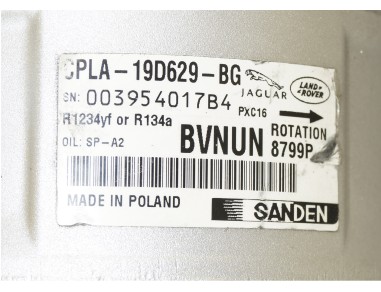 CPLA-19D629-BG
JAGUAR
LAND ROVER
SN: 003954017B4 PXC16
R1234yf or R134a
OIL: SP-A2 BVNUN ROTATION
8799P
MADE IN POLAND SANDEN